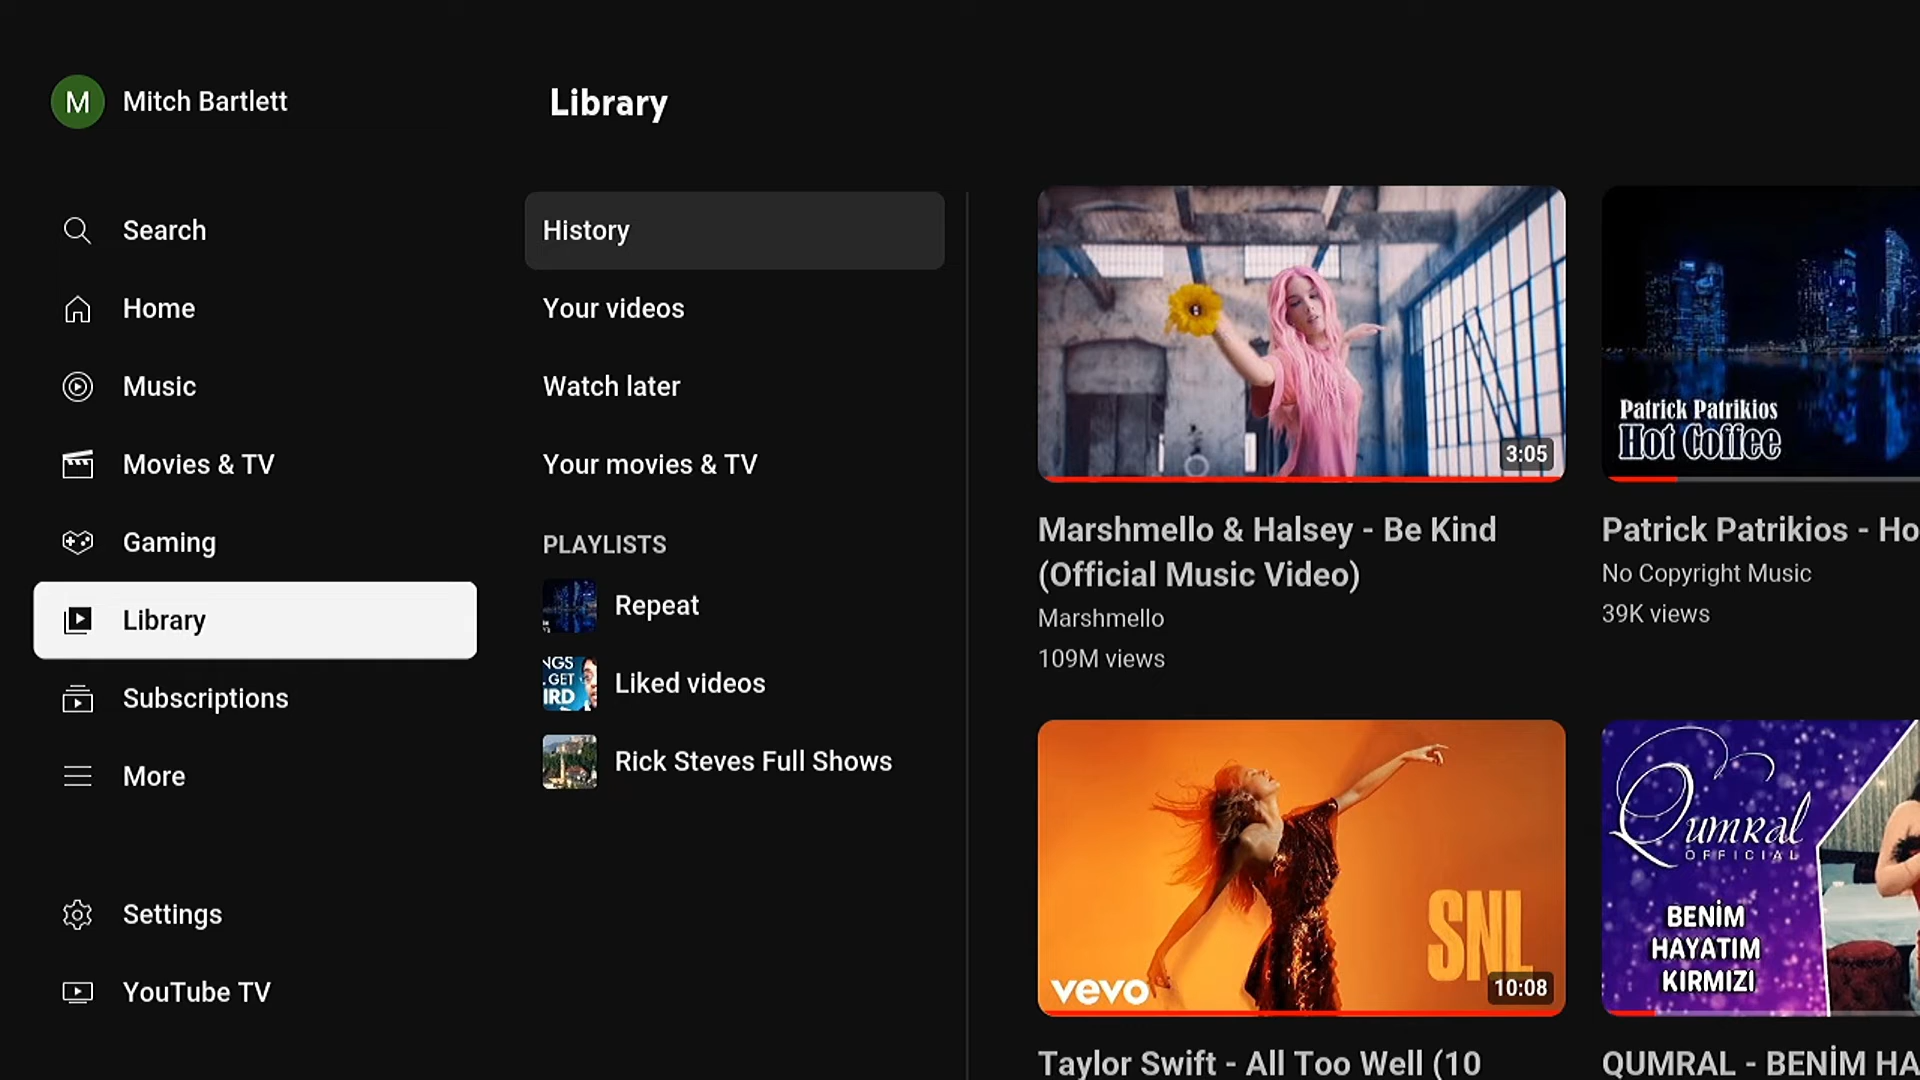 M Mitch Bartlett
Search
Home
Music
Movies & TV
Gaming
Library
Subscriptions
More
Settings
YouTube TV
Library
History
Your videos
Watch later
Your movies & TV
PLAYLISTS
Repeat
NGS
GET
IRD
Liked videos
Rick Steves Full Shows
3:05
Marshmello & Halsey - Be Kind
(Official Music Video)
Marshmello
109M views
Patrick Patrikios
Hot Coffee
Patrick Patrikios - Ho
No Copyright Music
39K views
SNL
vevo
10:08
Taylor Swift - All Too Well (10
Qumral
OFFICIAL
BENİM
HAYATIM
KIRMIZI
QUMRAL - BENİM HA